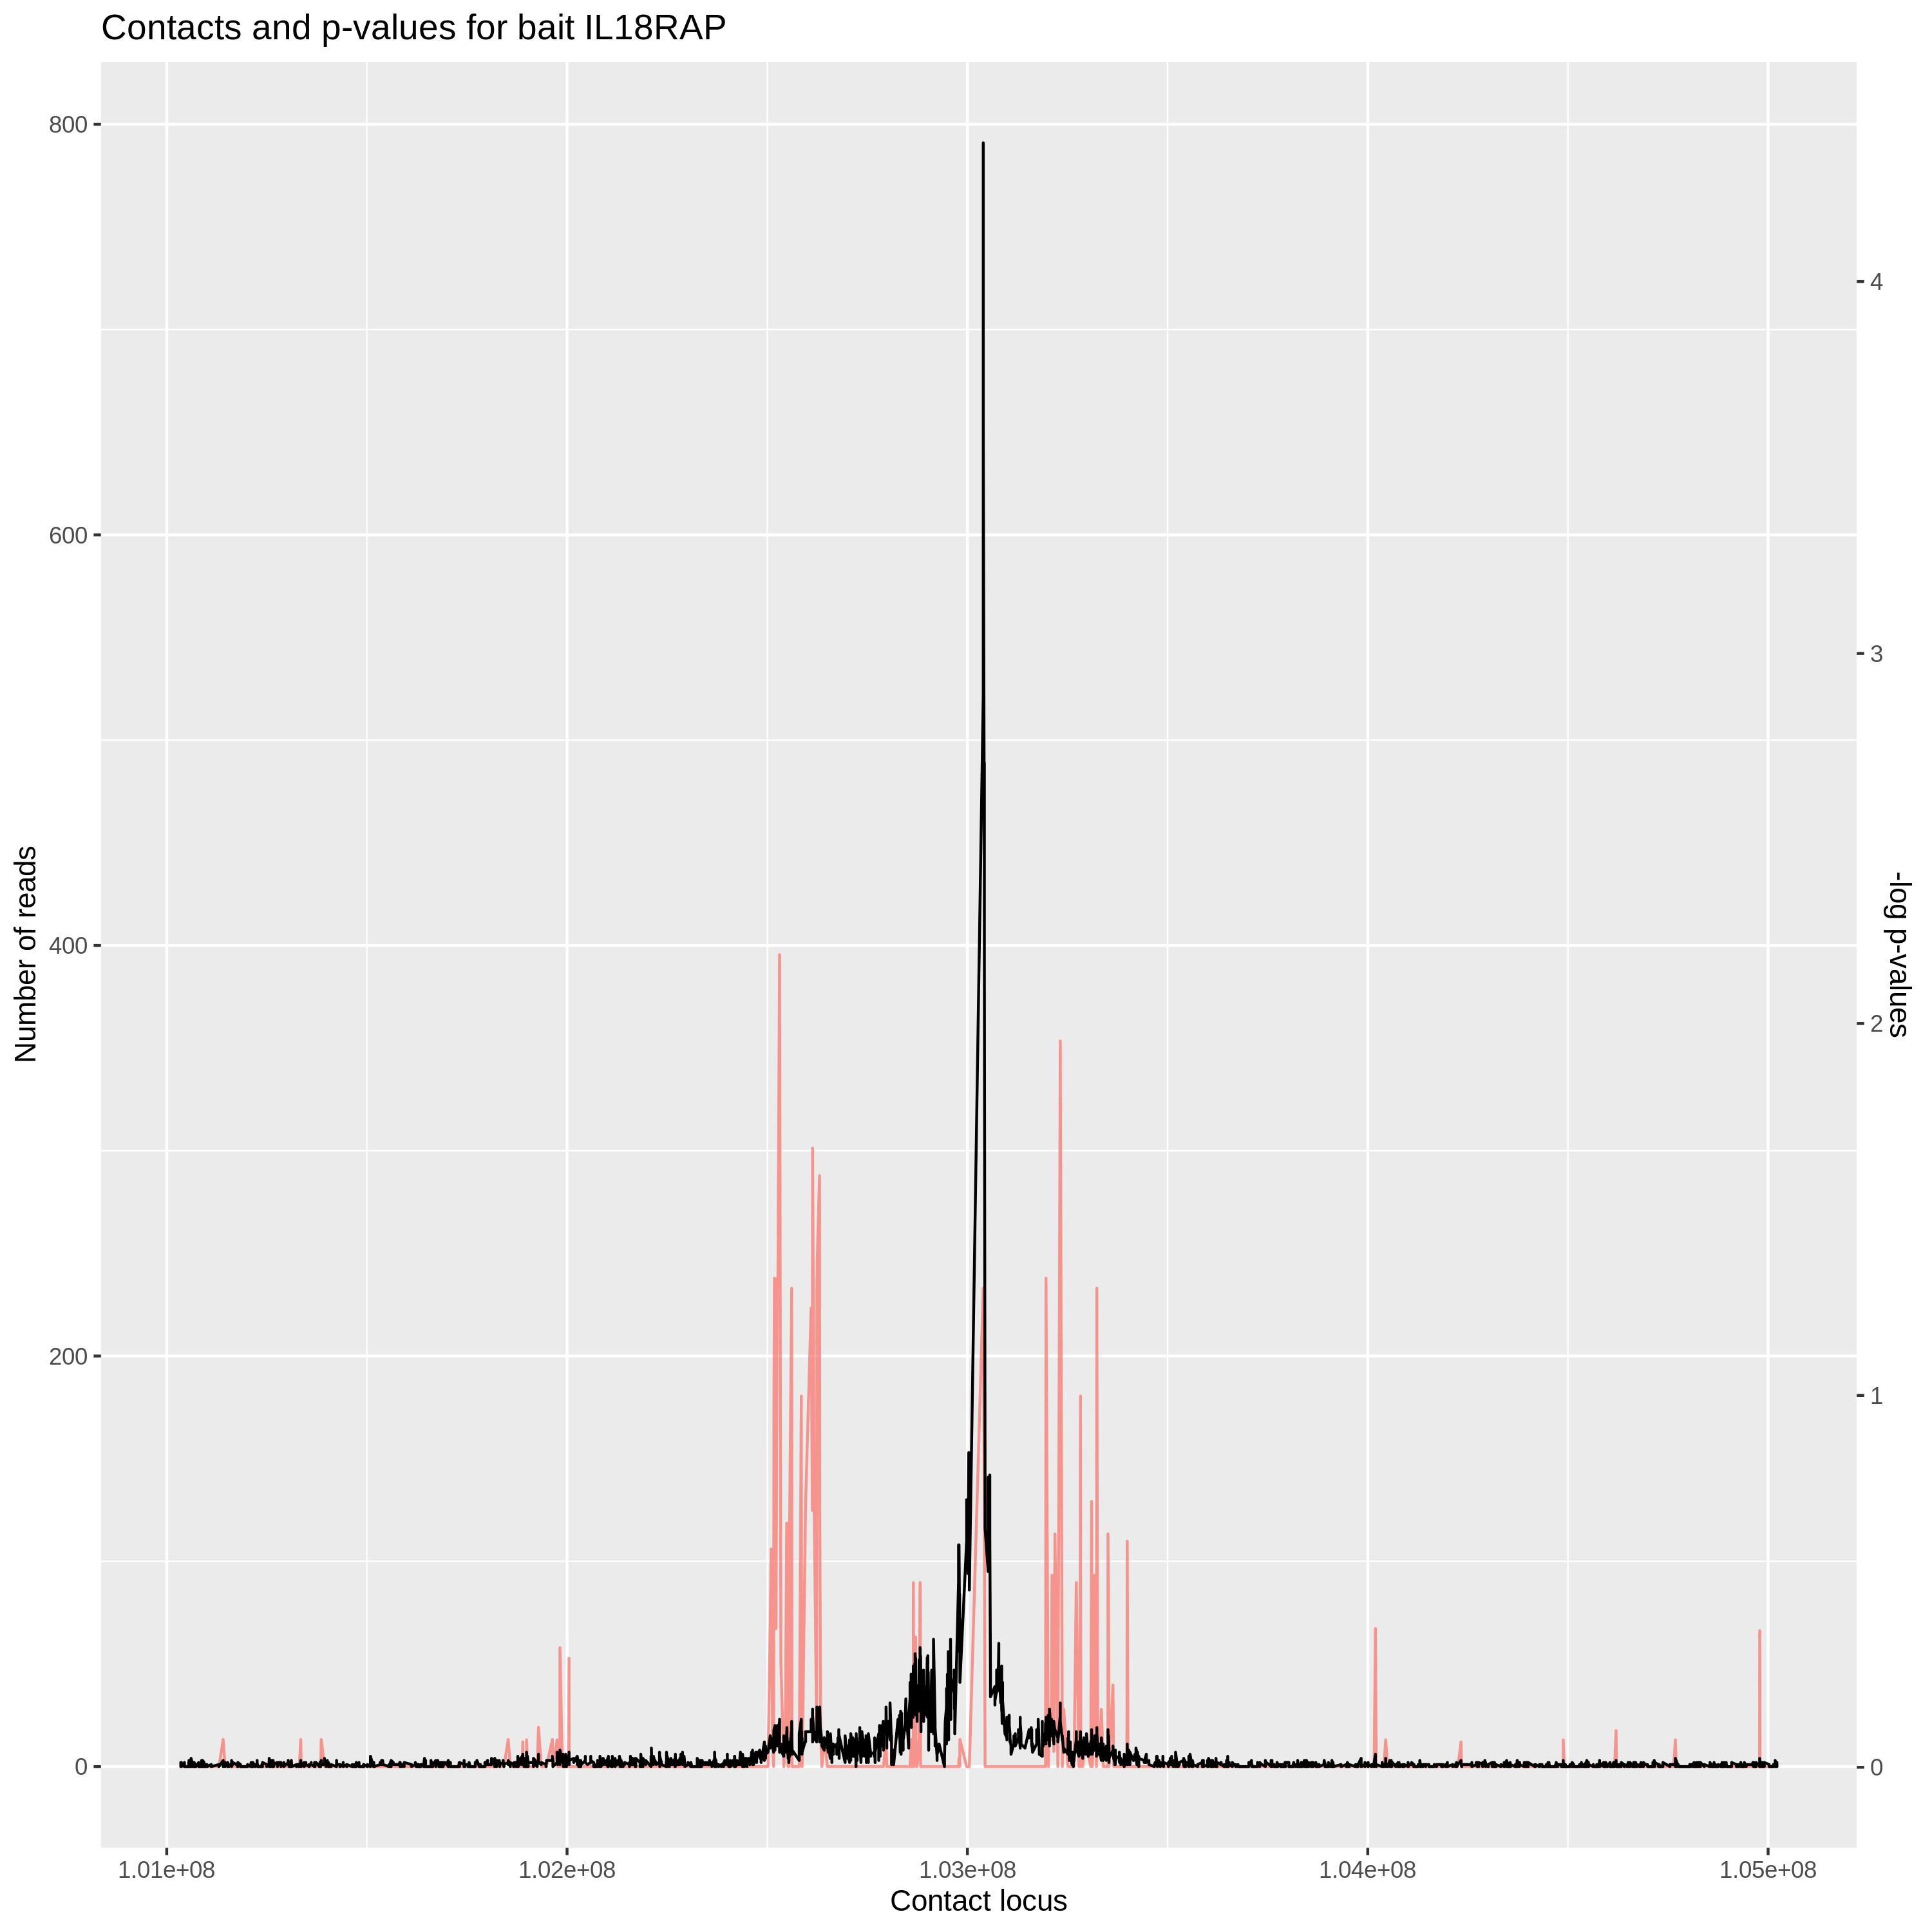 Contacts and p-values for bait IL18RAP
800
600
400
200
0
Number of reads
4
3
2
1
0
-log p-values
1.01e+08 1.02e+08 1.03e+08 1.04e+08 1.05e+08
Contact locus